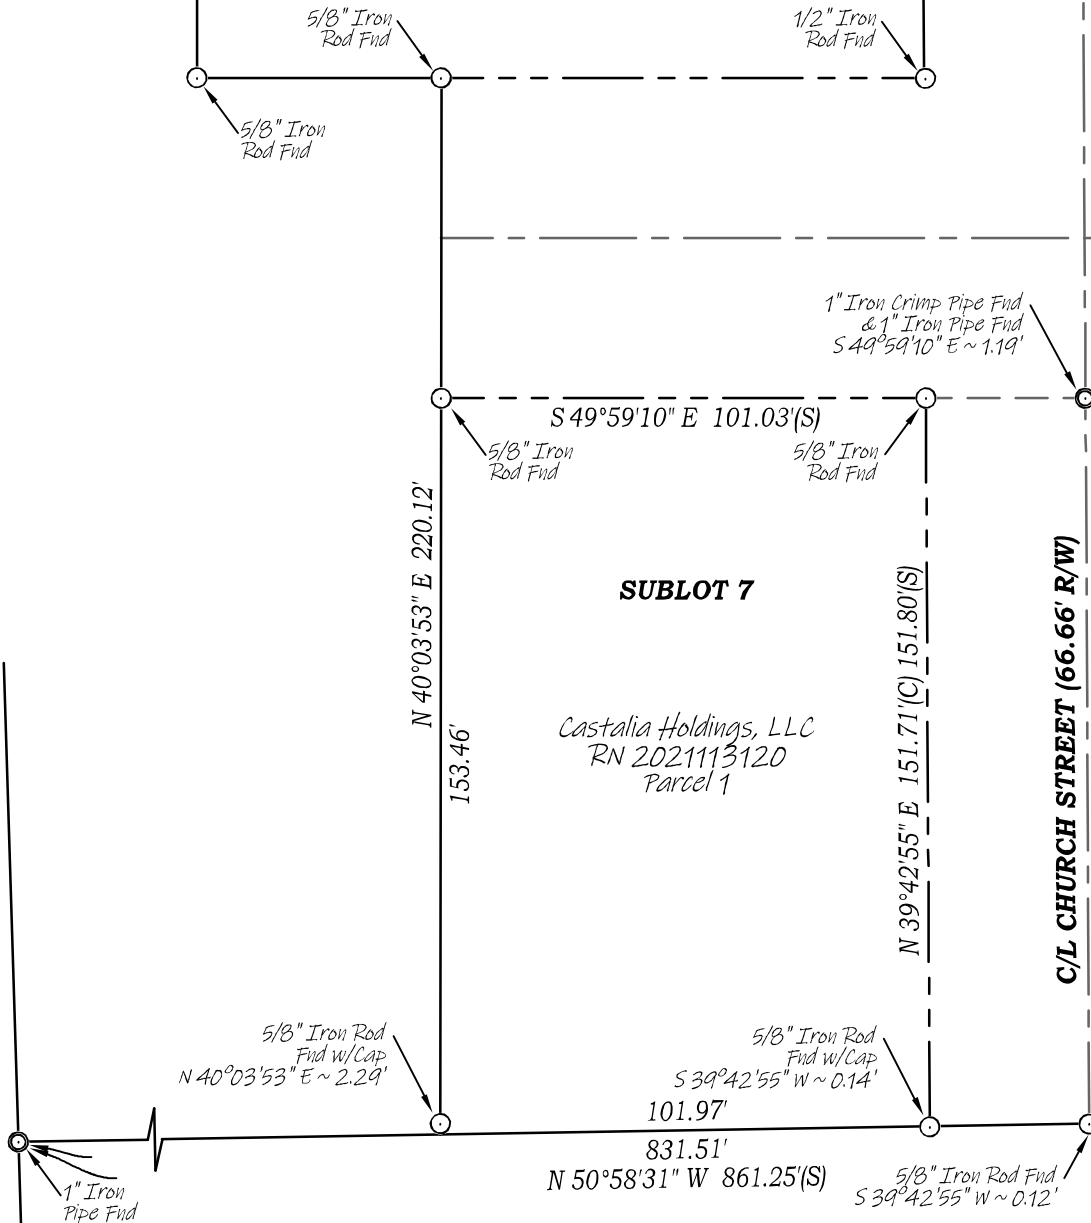 5/8" Iron
Rod Fnd
1/2" Iron
Rod Fnd
5/8" Iron
Rod Fnd
1" Iron Crimp Pipe Fnd
& 1" Iron Pipe Fnd
S 49°59'10" E ~ 1.19'
S 49°59'10" E 101.03'(S)
5/8" Iron
Rod Fnd
5/8" Iron
Rod Fnd
N 40°03'53" E 220.12'
153.46'
SUBLOT 7
Castalia Holdings, LLC
RN 2021113120
Parcel 1
N 39°42'55" E 151.71'(C) 151.80'(S)
C/L CHURCH STREET (66.66' R/W)
5/8" Iron Rod
Fnd w/Cap
N 40°03'53" E ~ 2.29'
5/8" Iron Rod
Fnd w/Cap
S 39°42'55" W ~ 0.14'
101.97'
831.51'
N 50°58'31" W 861.25'(S)
5/8" Iron Rod Fnd
S 39°42'55" W ~ 0.12'
1" Iron
Pipe Fnd